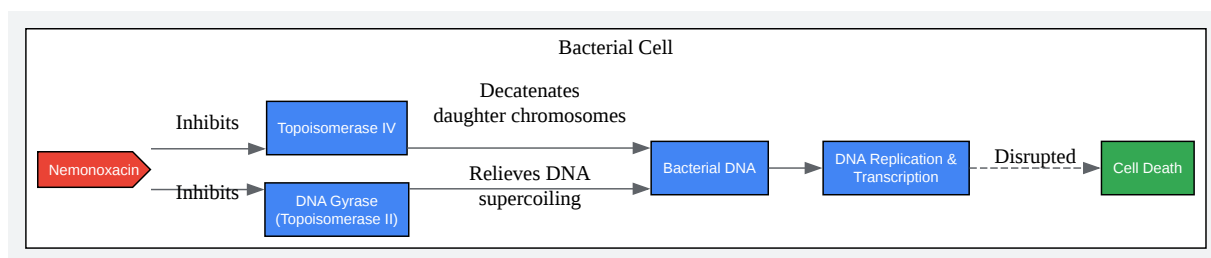 Bacterial Cell
Nemonoxacin
Inhibits
Inhibits
Topoisomerase IV
DNA Gyrase
(Topoisomerase II)
Decatenates
daughter chromosomes
Relieves DNA
supercoiling
Bacterial DNA
DNA Replication &
Transcription
Disrupted
Cell Death